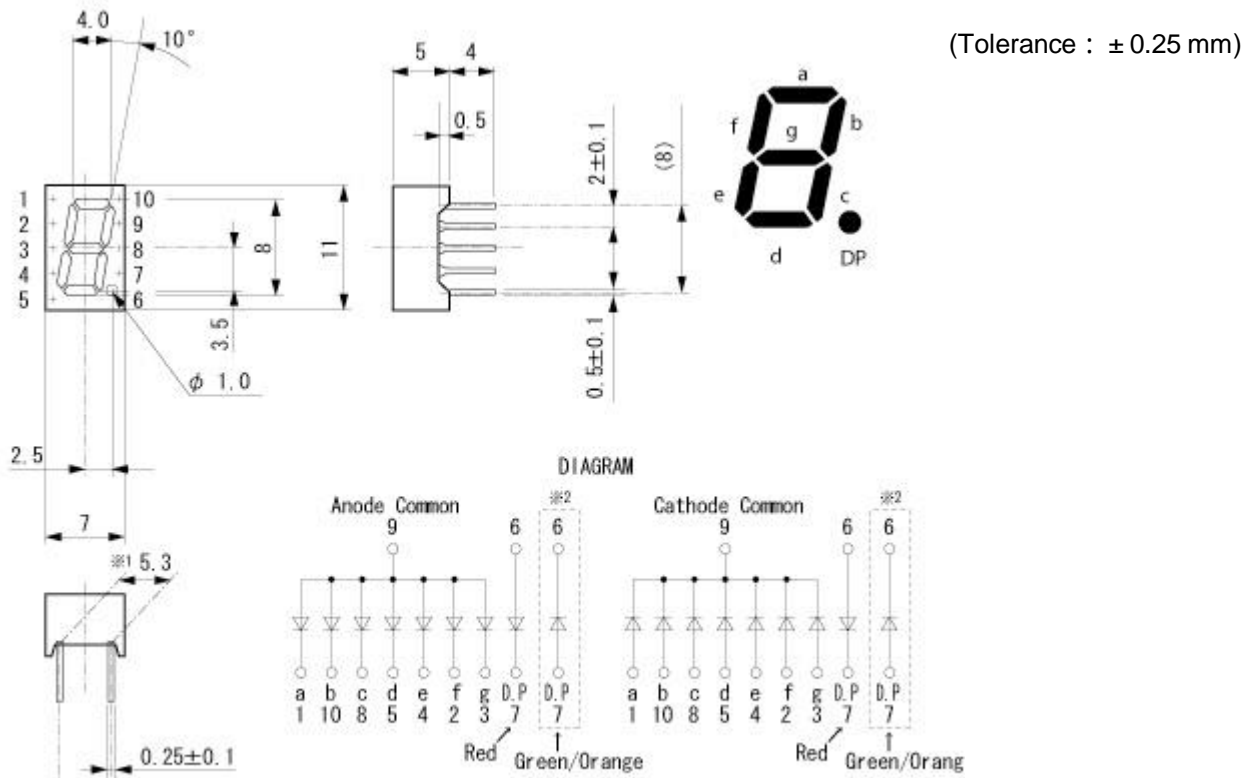 (Tolerance : ± 0.25 mm)
4.0
10°
5
4
0.5
2±0.1
(8)
0.5±0.1
a
f
b
g
e
c
d
DP
1
10
2
9
3
8
4
7
5
6
8
11
3.5
φ 1.0
2.5
7
※1 5.3
0.25±0.1
DIAGRAM
Anode Common
※2
9 6 6
a b c d e f g D.P D.P
1 10 8 5 4 2 3 7 7
Red
Green/Orange
Cathode Common
※2
9 6 6
a b c d e f g D.P D.P
1 10 8 5 4 2 3 7 7
Red
Green/Orang